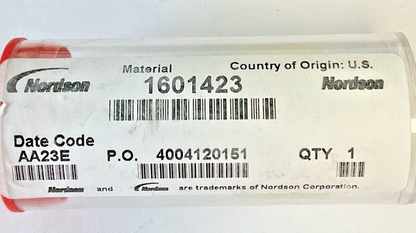 Material Country of Origin: U.S.
Nordson 1601423 Nordson
Date Code
AA23E P.O. 4004120151 QTY 1
Nordson and Nordson are trademarks of Nordson Corporation.